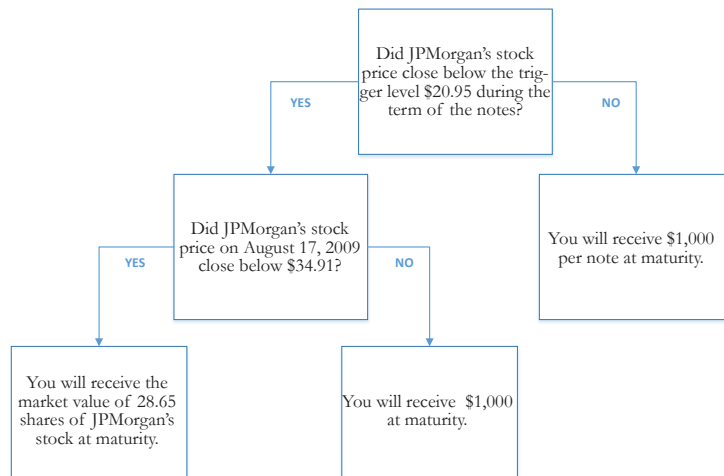 Did JPMorgan's stock
price close below the trig-
ger level $20.95 during the
term of the notes?
YES
NO
Did JPMorgan's stock
price on August 17, 2009
close below $34.91?
You will receive $1,000
per note at maturity.
YES
NO
You will receive the
market value of 28.65
shares of JPMorgan's
stock at maturity.
You will receive  $1,000
at maturity.